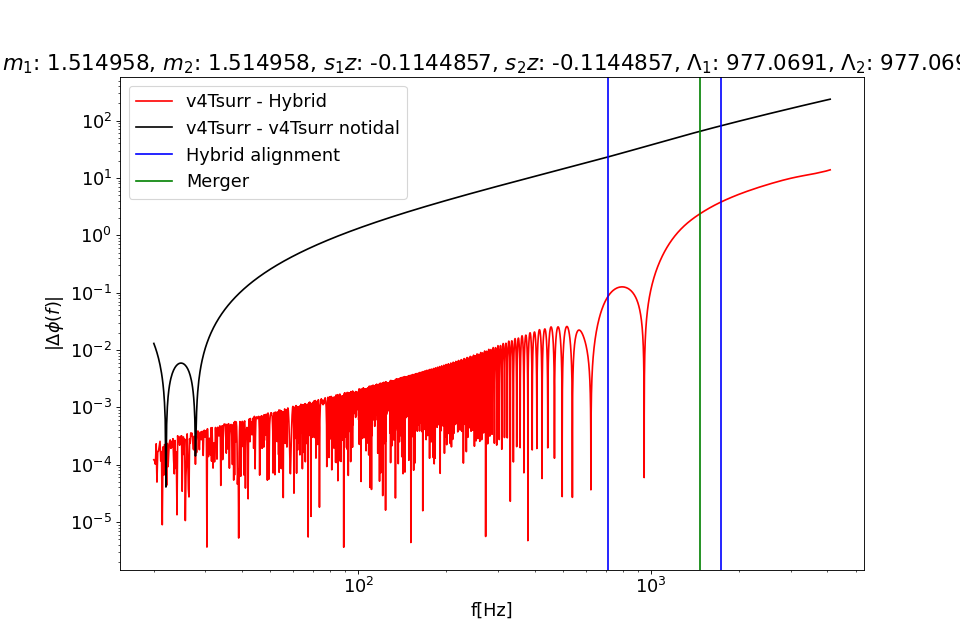 m₁: 1.514958, m₂: 1.514958, s₁z: -0.1144857, s₂z: -0.1144857, Λ₁: 977.0691, Λ₂: 977.069
v4Tsurr - Hybrid
v4Tsurr - v4Tsurr notidal
Hybrid alignment
Merger
10²
10¹
10⁰
10⁻¹
10⁻²
10⁻³
10⁻⁴
10⁻⁵
|Δϕ(f)|
10² 10³
f[Hz]